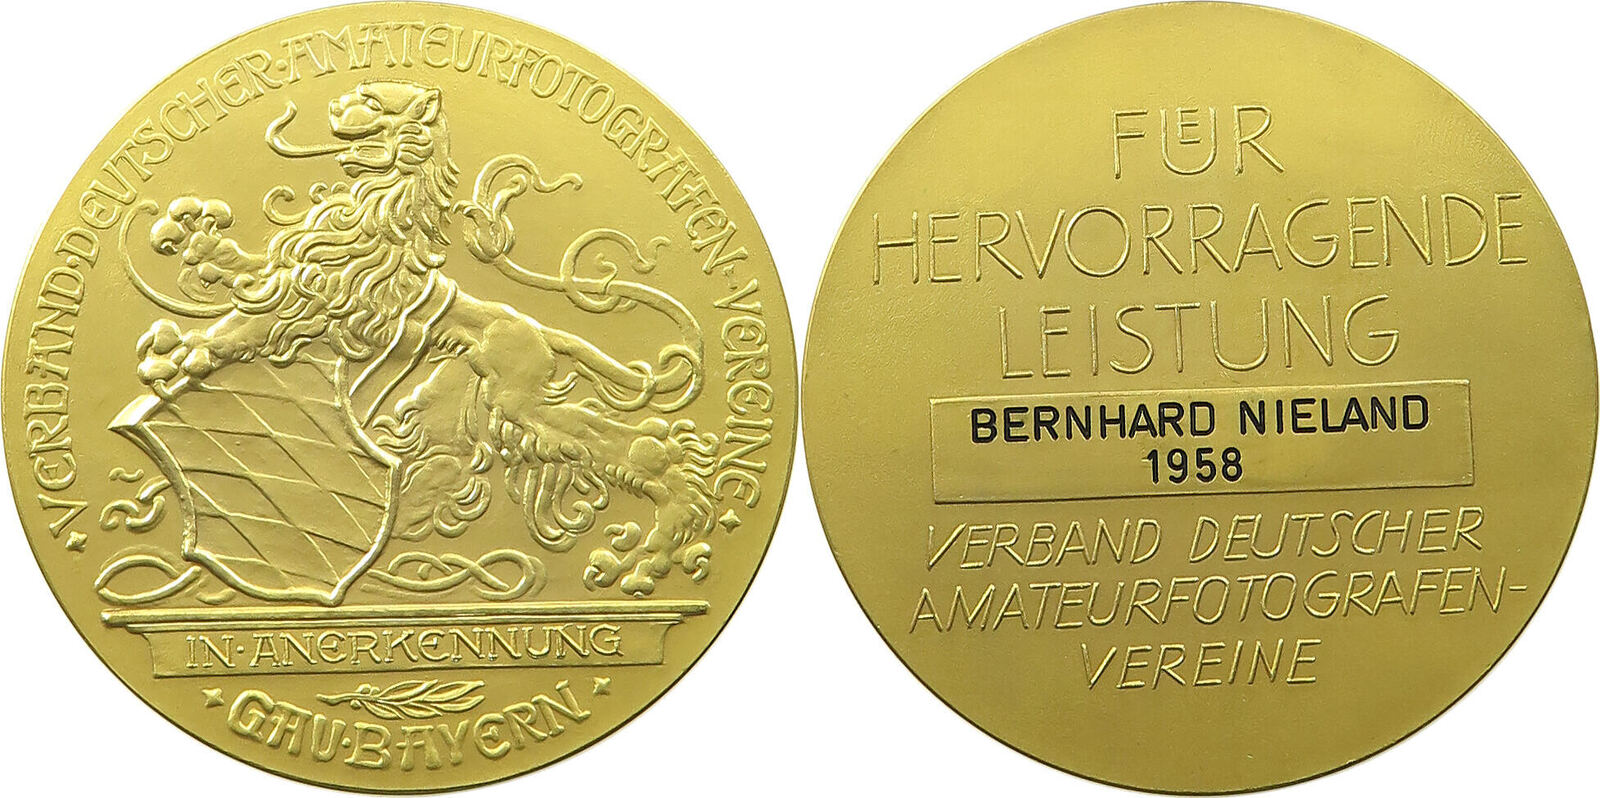 VERBAND·DEUTSCHER·AMATEURFOTOGRAFEN·VEREINE
IN·ANERKENNUNG
GAU·BAYERN
FÜR
HERVORRAGENDE
LEISTUNG
BERNHARD NIELAND
1958
VERBAND DEUTSCHER
AMATEURFOTOGRAFEN-
VEREINE